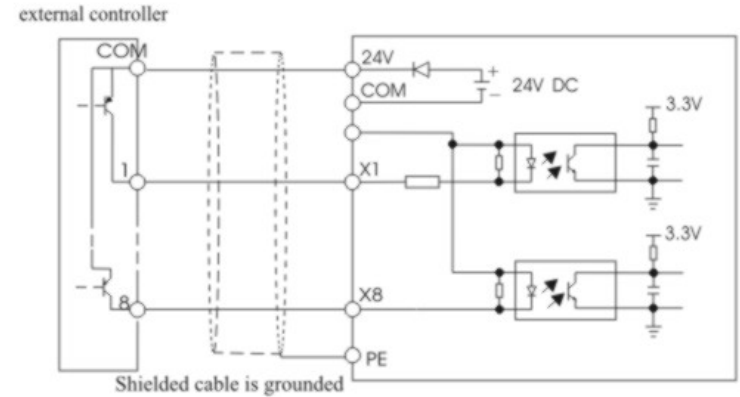 external controller
COM
24V
COM
24V DC
+
−
3.3V
1
X1
3.3V
8
X8
PE
Shielded cable is grounded